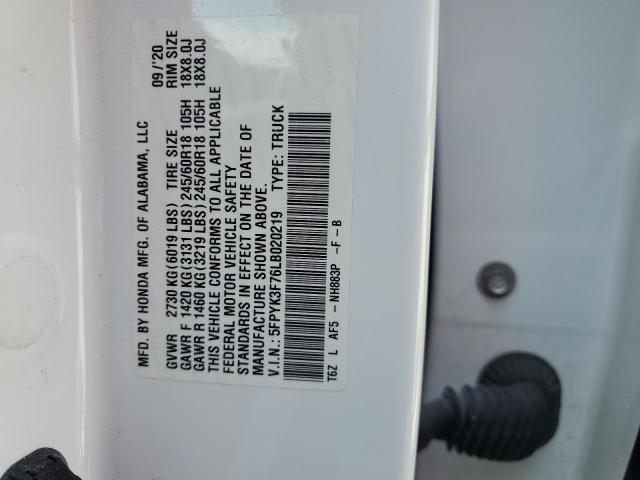 MFD. BY HONDA MFG. OF ALABAMA, LLC 09/'20
GVWR 2730 KG (6019 LBS) TIRE SIZE RIM SIZE
GAWR F 1420 KG (3131 LBS) 245/60R18 105H 18X8.0J
GAWR R 1460 KG (3219 LBS) 245/60R18 105H 18X8.0J
THIS VEHICLE CONFORMS TO ALL APPLICABLE
FEDERAL MOTOR VEHICLE SAFETY
STANDARDS IN EFFECT ON THE DATE OF
MANUFACTURE SHOWN ABOVE.
V.I.N.: 5FPYK3F76LB020219 TYPE: TRUCK
T6Z L AF5 - NH883P -F -B